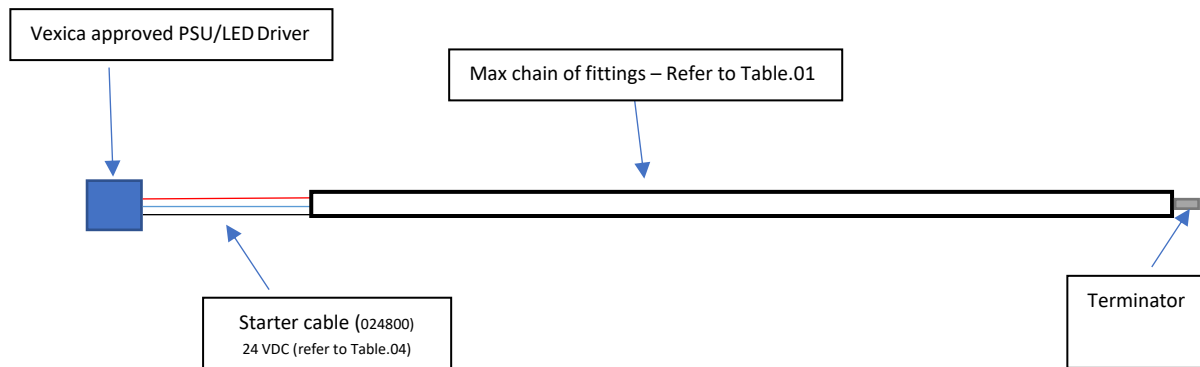 Vexica approved PSU/LED Driver
Max chain of fittings – Refer to Table.01
Starter cable (024800)
24 VDC (refer to Table.04)
Terminator